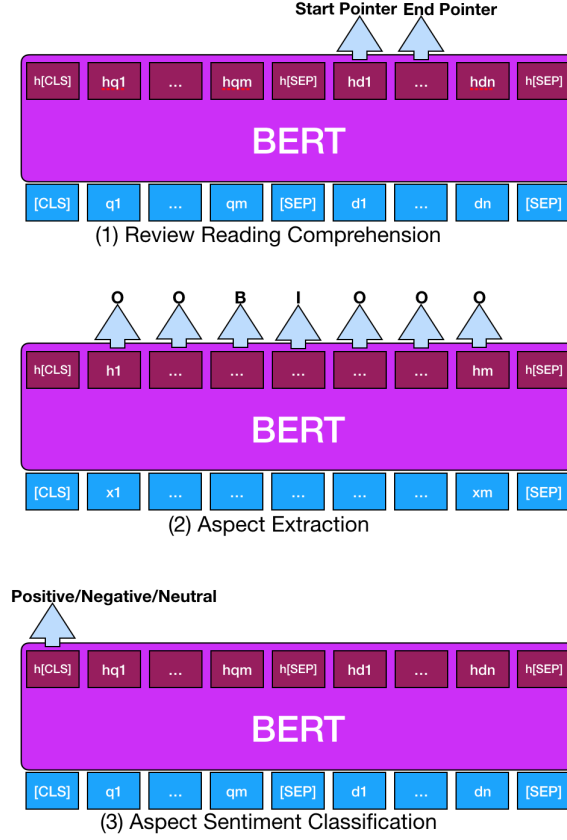 Start Pointer End Pointer
h[CLS] hq1 ... hqm h[SEP] hd1 ... hdn h[SEP]
BERT
[CLS] q1 ... qm [SEP] d1 ... dn [SEP]
(1) Review Reading Comprehension
O O B I O O O
h[CLS] h1 ... ... ... ... ... hm h[SEP]
BERT
[CLS] x1 ... ... ... ... ... xm [SEP]
(2) Aspect Extraction
Positive/Negative/Neutral
h[CLS] hq1 ... hqm h[SEP] hd1 ... hdn h[SEP]
BERT
[CLS] q1 ... qm [SEP] d1 ... dn [SEP]
(3) Aspect Sentiment Classification